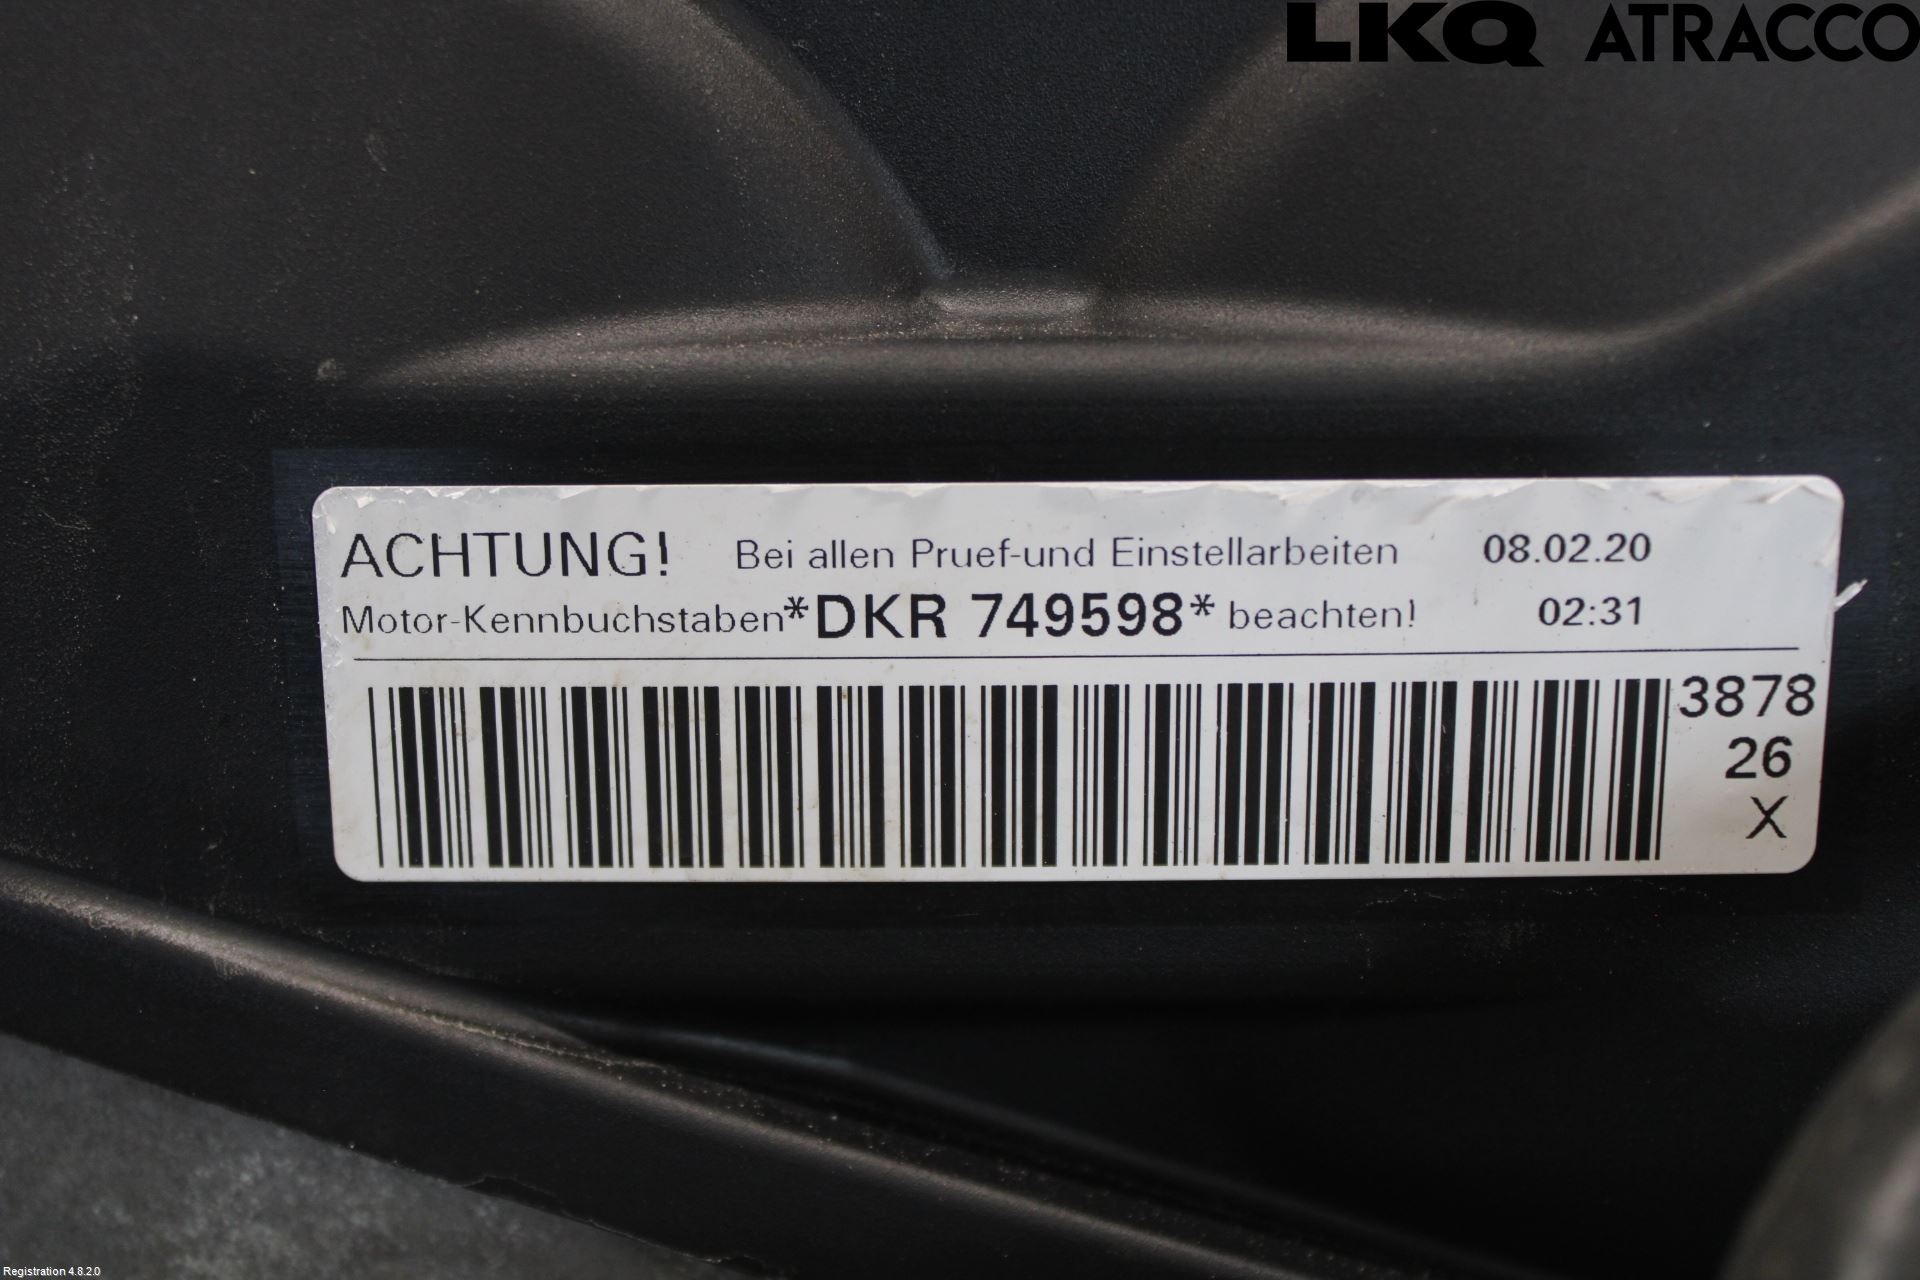 LKQ ATRACCO
ACHTUNG! Bei allen Pruef-und Einstellarbeiten 08.02.20
Motor-Kennbuchstaben*DKR 749598* beachten! 02:31
3878
26
X
Registration 4.8.2.0